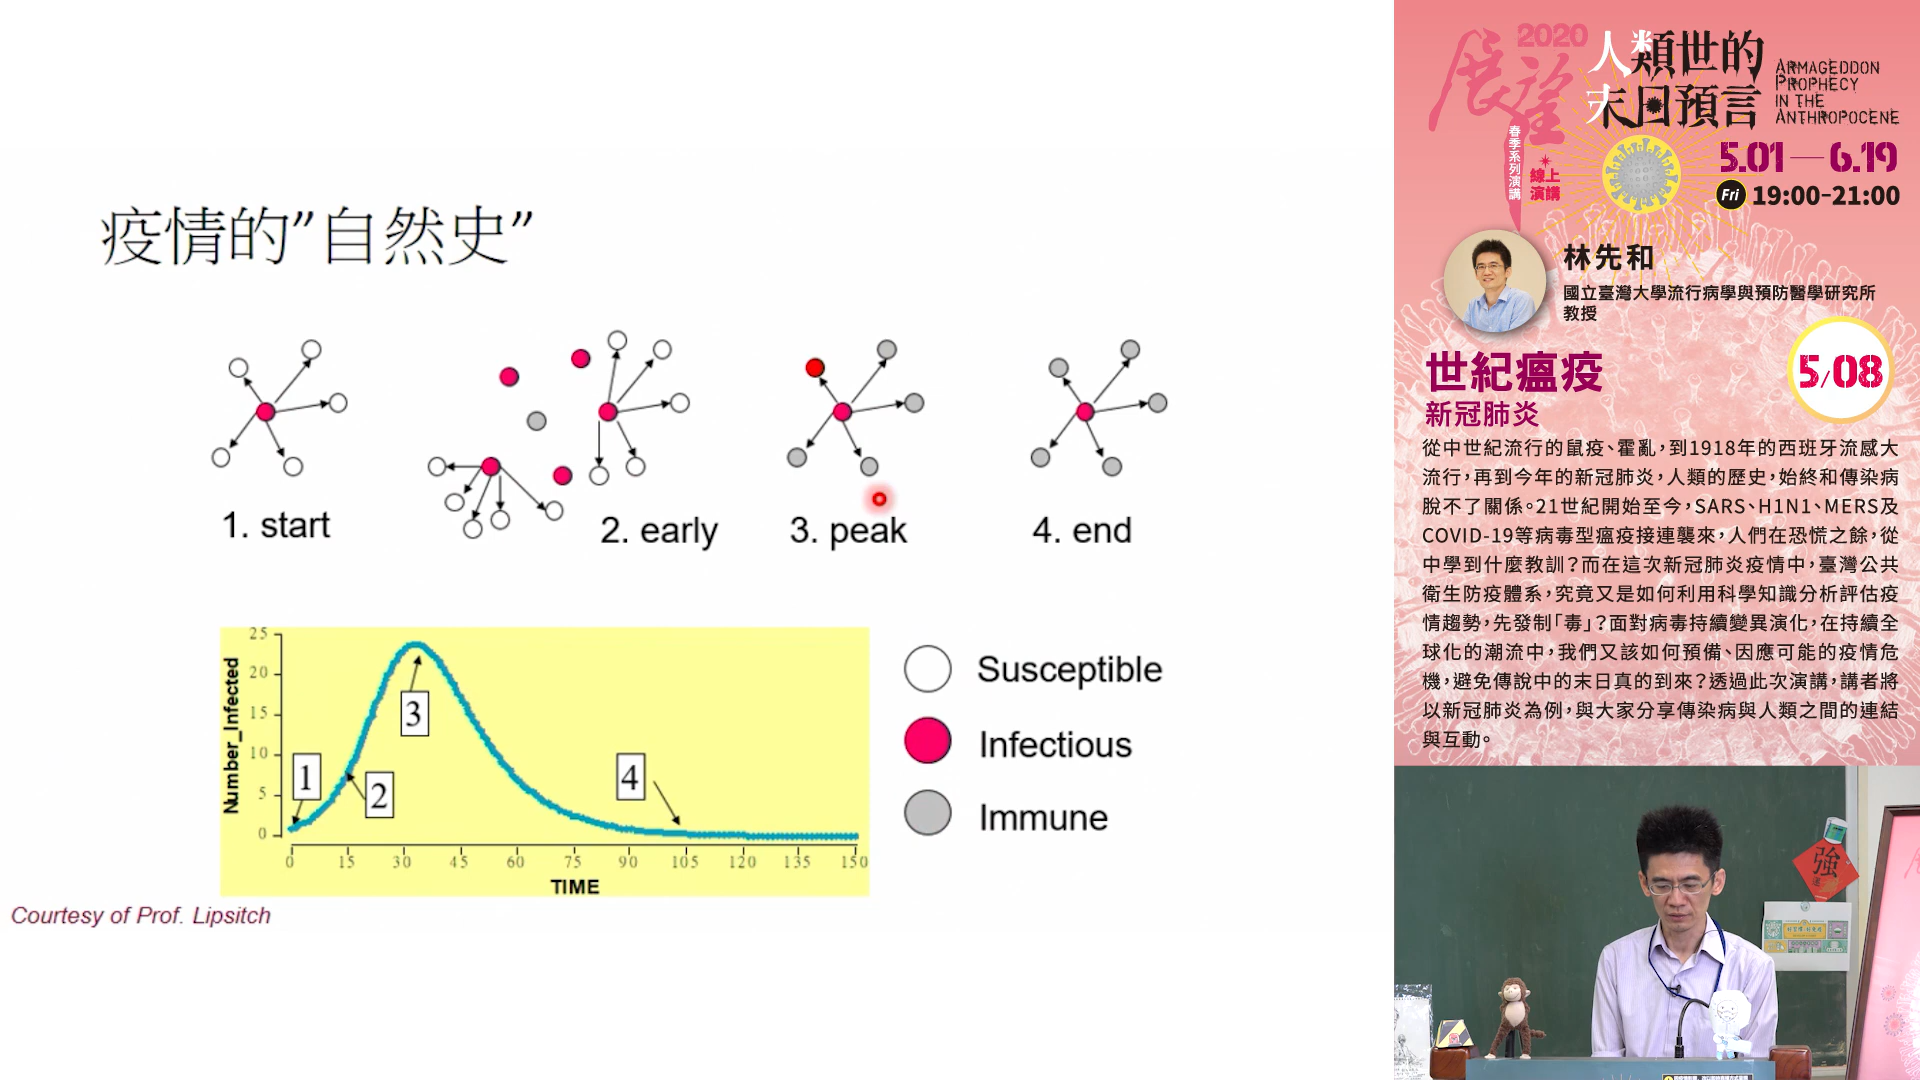 疫情的”自然史”
1. start
2. early
3. peak
4. end
Number_Infected
25
20
15
10
5
0
1
2
3
4
0 15 30 45 60 75 90 105 120 135 150
TIME
Susceptible
Infectious
Immune
Courtesy of Prof. Lipsitch
2020
展望
春季系列演講
線上
演講
人類世的
末日預言
ARMAGEDDON
PROPHECY
IN THE
ANTHROPOCENE
5.01—6.19
Fri 19:00-21:00
林先和
國立臺灣大學流行病學與預防醫學研究所
教授
5/08
世紀瘟疫
新冠肺炎
從中世紀流行的鼠疫、霍亂，到1918年的西班牙流感大
流行，再到今年的新冠肺炎，人類的歷史，始終和傳染病
脫不了關係。21世紀開始至今，SARS、H1N1、MERS及
COVID-19等病毒型瘟疫接連襲來，人們在恐慌之餘，從
中學到什麼教訓？而在這次新冠肺炎疫情中，臺灣公共
衛生防疫體系，究竟又是如何利用科學知識分析評估疫
情趨勢，先發制「毒」？面對病毒持續變異演化，在持續全
球化的潮流中，我們又該如何預備、因應可能的疫情危
機，避免傳說中的末日真的到來？透過此次演講，講者將
以新冠肺炎為例，與大家分享傳染病與人類之間的連結
與互動。
強